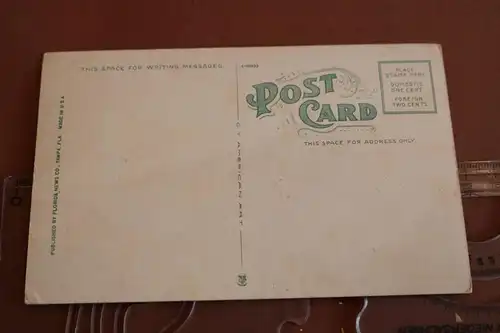 THIS SPACE FOR WRITING MESSAGES.
POST CARD
THIS SPACE FOR ADDRESS ONLY.
PLACE
STAMP HERE
DOMESTIC
ONE CENT
FOREIGN
TWO CENTS
PUBLISHED BY FLORIDA NEWS CO., TAMPA, FLA. MADE IN U.S.A